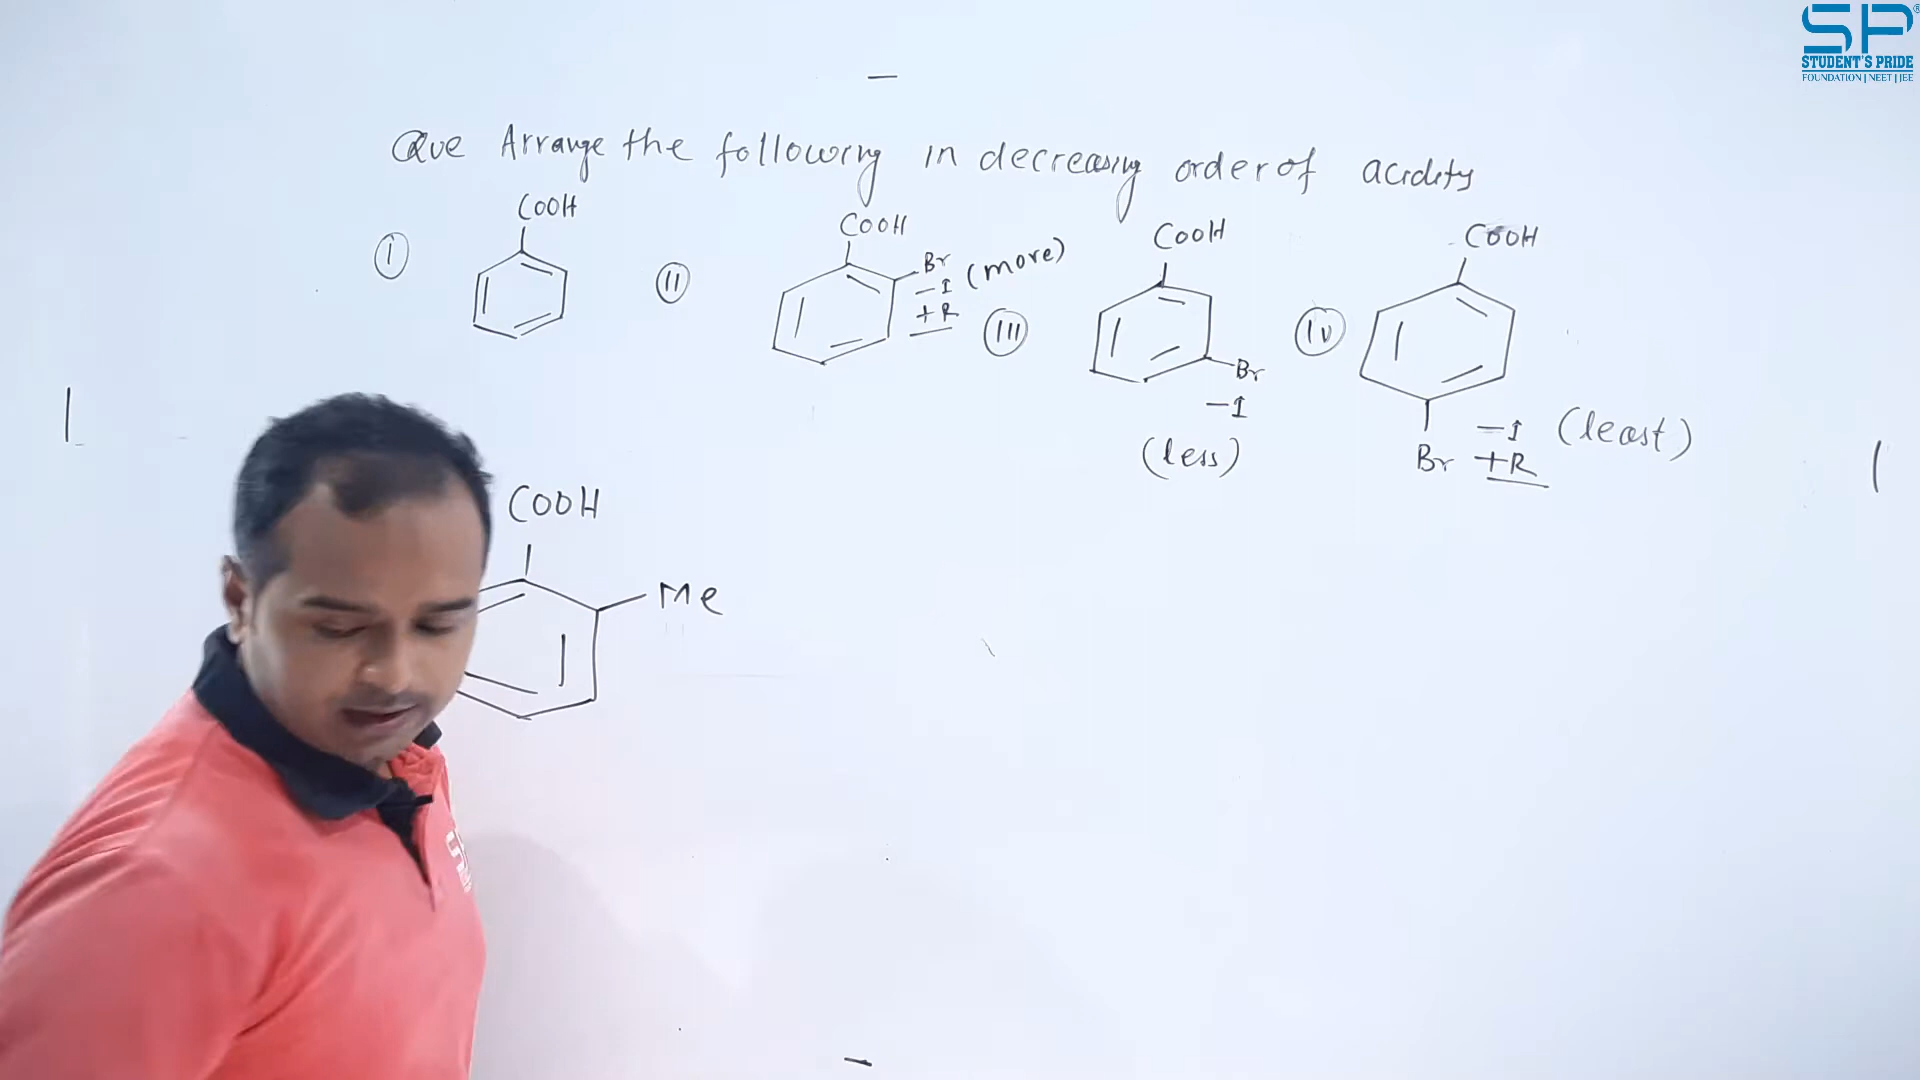 SP®
STUDENT'S PRIDE
FOUNDATION | NEET | JEE
Que Arrange the following in decreasing order of acidity
COOH
I
COOH
II
Br
-I (more)
+R
COOH
III
Br
-I
(less)
COOH
IV
Br
-I (least)
+R
COOH
Me